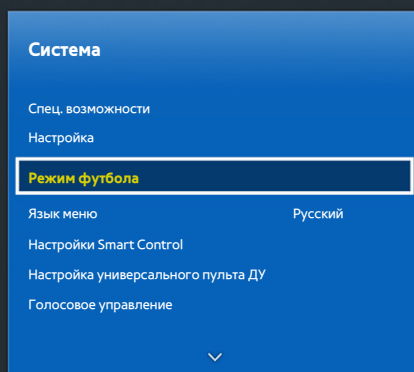 Система
Спец. возможности
Настройка
Режим футбола
Язык меню Русский
Настройки Smart Control
Настройка универсального пульта ДУ
Голосовое управление